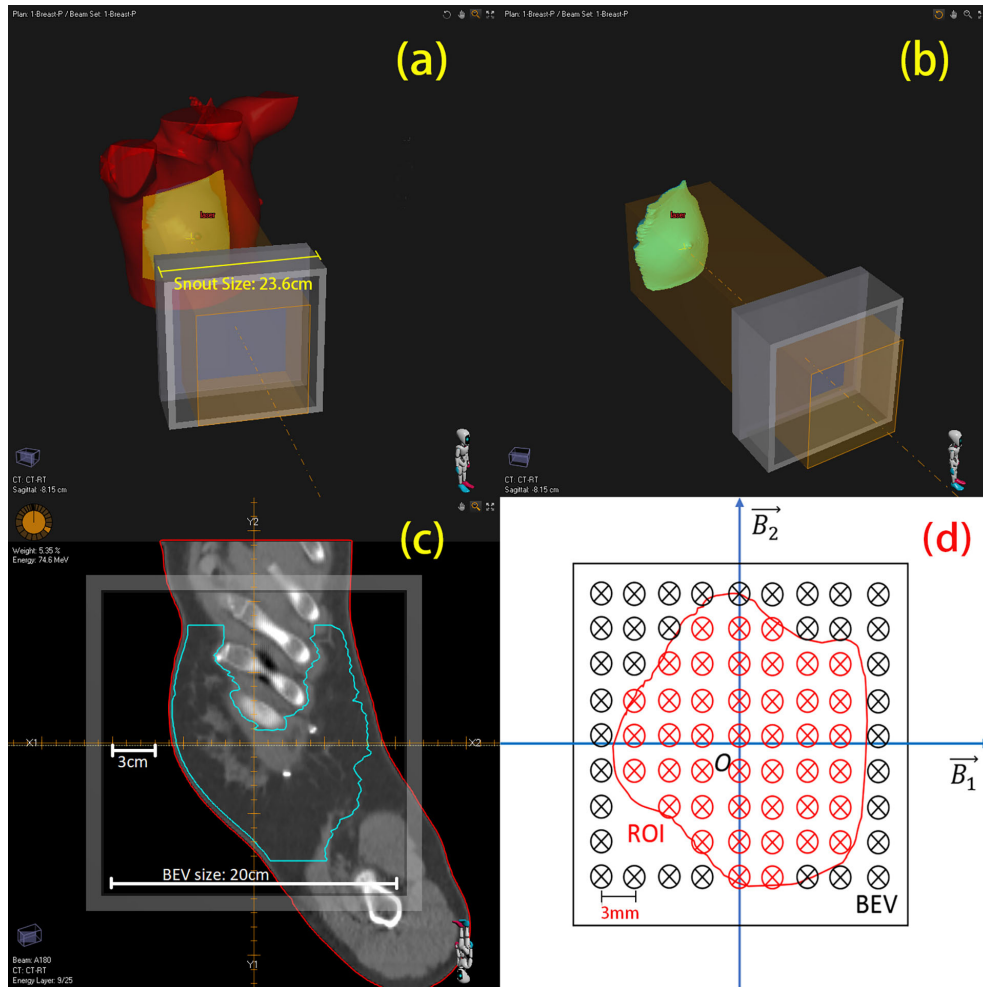 Plan: 1-Breast-P / Beam Set: 1-Breast-P
(a)
Snout Size: 23.6cm
CT: CT-RT
Sagittal: -8.15 cm
Plan: 1-Breast-P / Beam Set: 1-Breast-P
(b)
CT: CT-RT
Sagittal: -8.15 cm
Weight: 5.35 %
Energy: 74.6 MeV
(c)
Y2
X1
X2
3cm
BEV size: 20cm
Y1
Beam: A180
CT: CT-RT
Energy Layer: 9/25
(d)
B2
B1
O
ROI
BEV
3mm